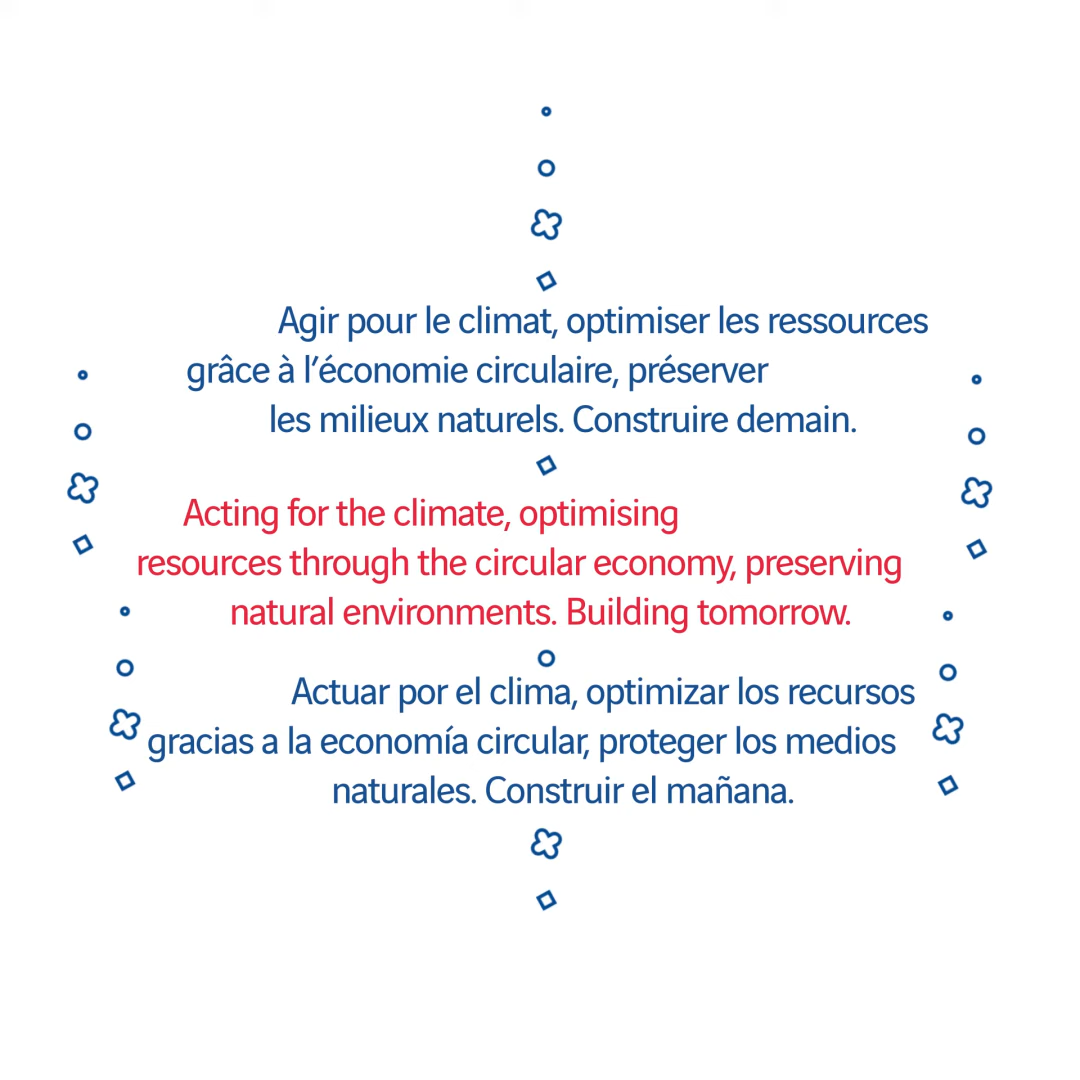 Agir pour le climat, optimiser les ressources
grâce à l’économie circulaire, préserver
les milieux naturels. Construire demain.
Acting for the climate, optimising
resources through the circular economy, preserving
natural environments. Building tomorrow.
Actuar por el clima, optimizar los recursos
gracias a la economía circular, proteger los medios
naturales. Construir el mañana.